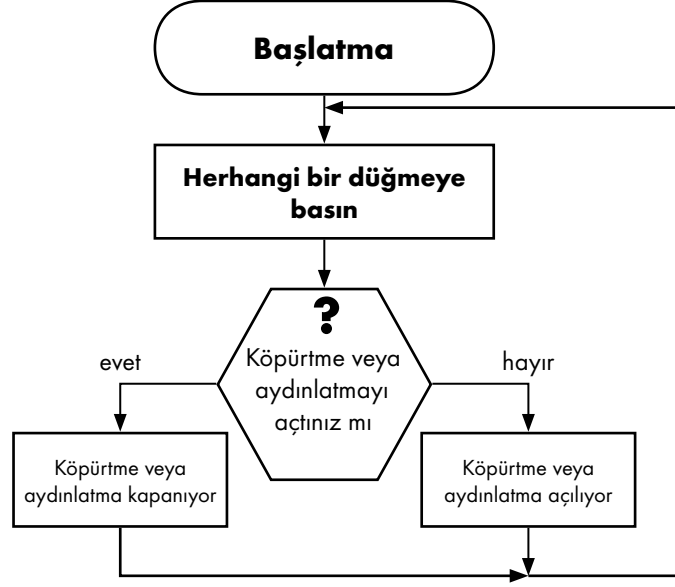 Başlatma
Herhangi bir düğmeye
basın
?
Köpürtme veya
aydınlatmayı
açtınız mı
evet
hayır
Köpürtme veya
aydınlatma kapanıyor
Köpürtme veya
aydınlatma açılıyor